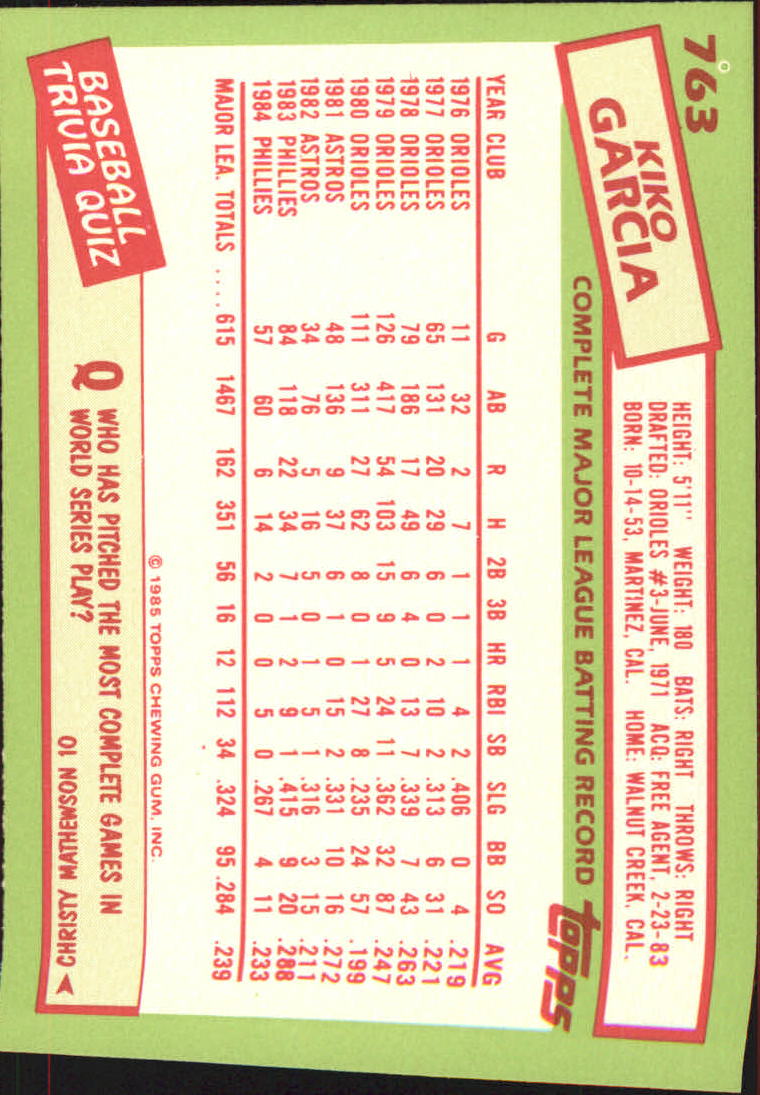 763
KIKO
GARCIA
HEIGHT: 5'11" WEIGHT: 180 BATS: RIGHT THROWS: RIGHT
DRAFTED: ORIOLES #3-JUNE, 1971 ACQ: FREE AGENT, 2-23-83
BORN: 10-14-53, MARTINEZ, CAL. HOME: WALNUT CREEK, CAL.
COMPLETE MAJOR LEAGUE BATTING RECORD
topps
YEAR CLUB G AB R H 2B 3B HR RBI SB SLG BB SO AVG
1976 ORIOLES 11 32 2 7 1 1 1 4 2 .406 0 4 .219
1977 ORIOLES 65 131 20 29 6 0 2 10 2 .313 6 31 .221
1978 ORIOLES 79 186 17 49 6 4 0 13 7 .339 7 43 .263
1979 ORIOLES 126 417 54 103 15 9 5 24 11 .362 32 87 .247
1980 ORIOLES 111 311 27 62 8 0 1 27 8 .235 24 57 .199
1981 ASTROS 48 136 9 37 6 1 0 15 2 .331 10 16 .272
1982 ASTROS 34 76 5 16 5 0 1 5 1 .316 3 15 .211
1983 PHILLIES 84 118 22 34 7 1 2 9 1 .415 9 20 .288
1984 PHILLIES 57 60 6 14 2 0 0 5 0 .267 4 11 .233
MAJOR LEA. TOTALS .... 615 1467 162 351 56 16 12 112 34 .324 95 .284 .239
© 1985 TOPPS CHEWING GUM, INC.
BASEBALL
TRIVIA QUIZ
Q WHO HAS PITCHED THE MOST COMPLETE GAMES IN
WORLD SERIES PLAY?
CHRISTY MATHEWSON 10